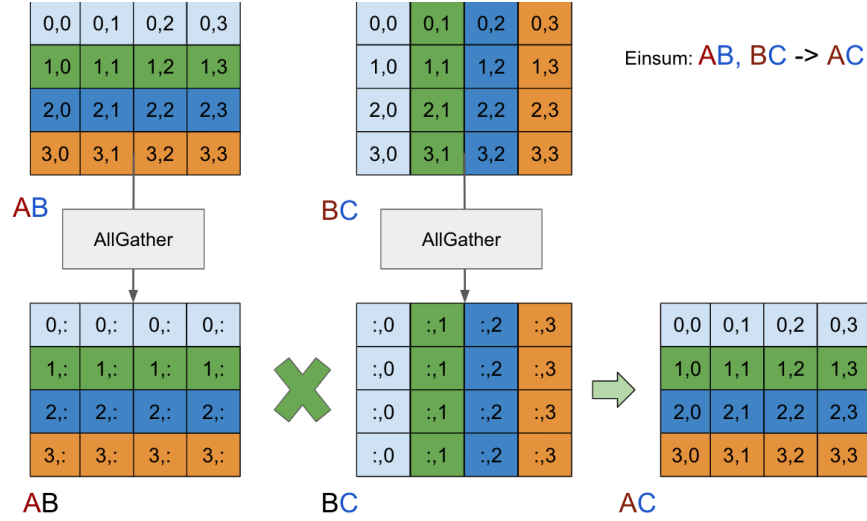 0,0 0,1 0,2 0,3
1,0 1,1 1,2 1,3
2,0 2,1 2,2 2,3
3,0 3,1 3,2 3,3
AB
AllGather
0,0 0,1 0,2 0,3
1,0 1,1 1,2 1,3
2,0 2,1 2,2 2,3
3,0 3,1 3,2 3,3
BC
AllGather
Einsum: AB, BC -> AC
0,: 0,: 0,: 0,:
1,: 1,: 1,: 1,:
2,: 2,: 2,: 2,:
3,: 3,: 3,: 3,:
AB
:,0 :,1 :,2 :,3
:,0 :,1 :,2 :,3
:,0 :,1 :,2 :,3
:,0 :,1 :,2 :,3
BC
0,0 0,1 0,2 0,3
1,0 1,1 1,2 1,3
2,0 2,1 2,2 2,3
3,0 3,1 3,2 3,3
AC